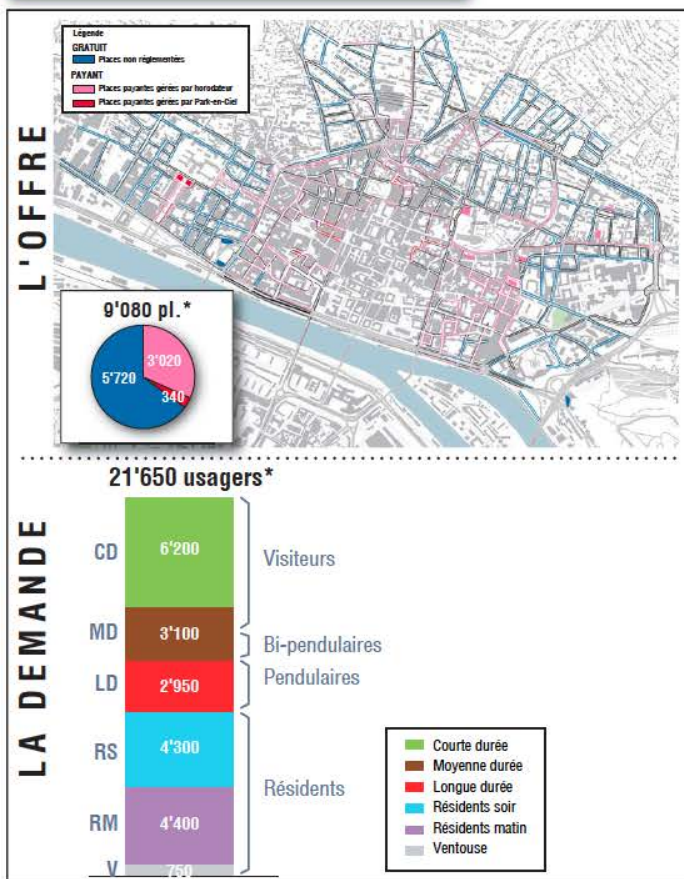 L'OFFRE
Légende
GRATUIT
Places non réglementées
PAYANT
Places payantes gérées par horodateur
Places payantes gérées par Park-en-Ciel
9'080 pl.*
3'020
5'720
340
LA DEMANDE
21'650 usagers*
CD
6'200
Visiteurs
MD
3'100
Bi-pendulaires
LD
2'950
Pendulaires
RS
4'300
Résidents
RM
4'400
V
750
Courte durée
Moyenne durée
Longue durée
Résidents soir
Résidents matin
Ventouse